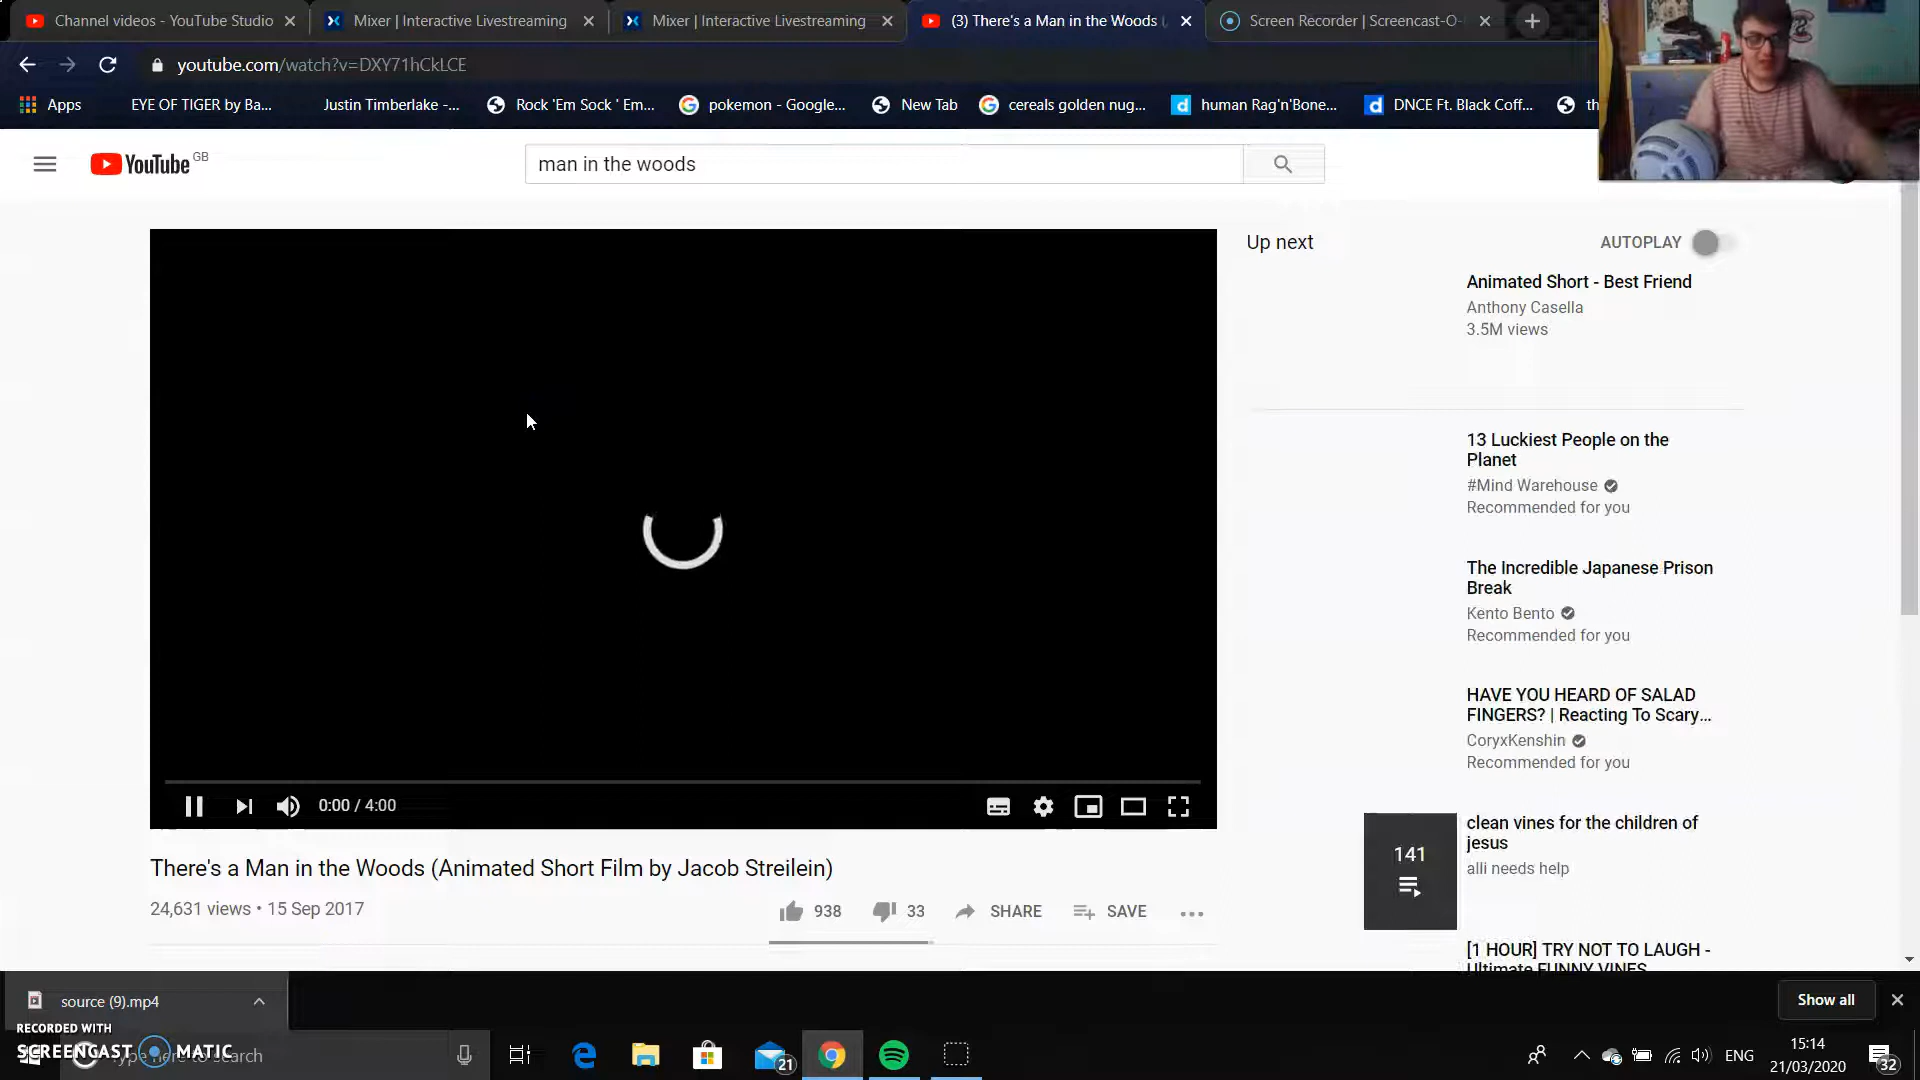 Channel videos - YouTube Studio
Mixer | Interactive Livestreaming
Mixer | Interactive Livestreaming
(3) There's a Man in the Woods (
Screen Recorder | Screencast-O-
youtube.com/watch?v=DXY71hCkLCE
Apps
EYE OF TIGER by Ba...
Justin Timberlake -...
Rock 'Em Sock ' Em...
pokemon - Google...
New Tab
cereals golden nug...
human Rag'n'Bone...
DNCE Ft. Black Coff...
th
YouTube GB
man in the woods
Up next
AUTOPLAY
Animated Short - Best Friend
Anthony Casella
3.5M views
13 Luckiest People on the
Planet
#Mind Warehouse
Recommended for you
The Incredible Japanese Prison
Break
Kento Bento
Recommended for you
HAVE YOU HEARD OF SALAD
FINGERS? | Reacting To Scary...
CoryxKenshin
Recommended for you
141
clean vines for the children of
jesus
alli needs help
[1 HOUR] TRY NOT TO LAUGH -
Ultimate FUNNY VINES
0:00 / 4:00
There's a Man in the Woods (Animated Short Film by Jacob Streilein)
24,631 views • 15 Sep 2017
938
33
SHARE
SAVE
source (9).mp4
Show all
RECORDED WITH
SCREENCAST MATIC
Type here to search
21
ENG
15:14
21/03/2020
32